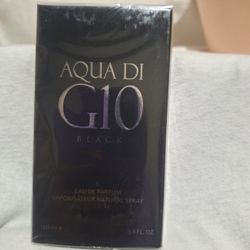 AQUA DI
G10
BLACK
EAU DE PARFUM
VAPORISATEUR NATURAL SPRAY
3.4 FL. OZ